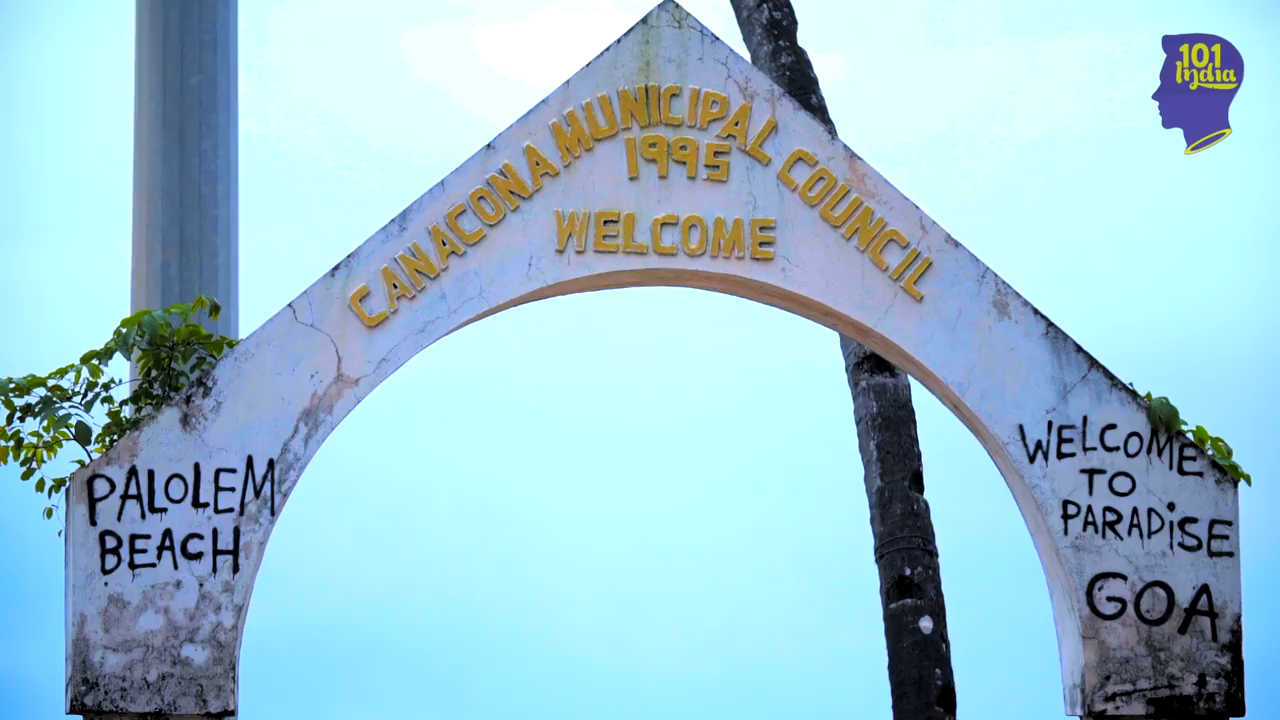 101
India
CANACONA MUNICIPAL COUNCIL
1995
WELCOME
PALOLEM
BEACH
WELCOME
TO
PARADiSE
GOA